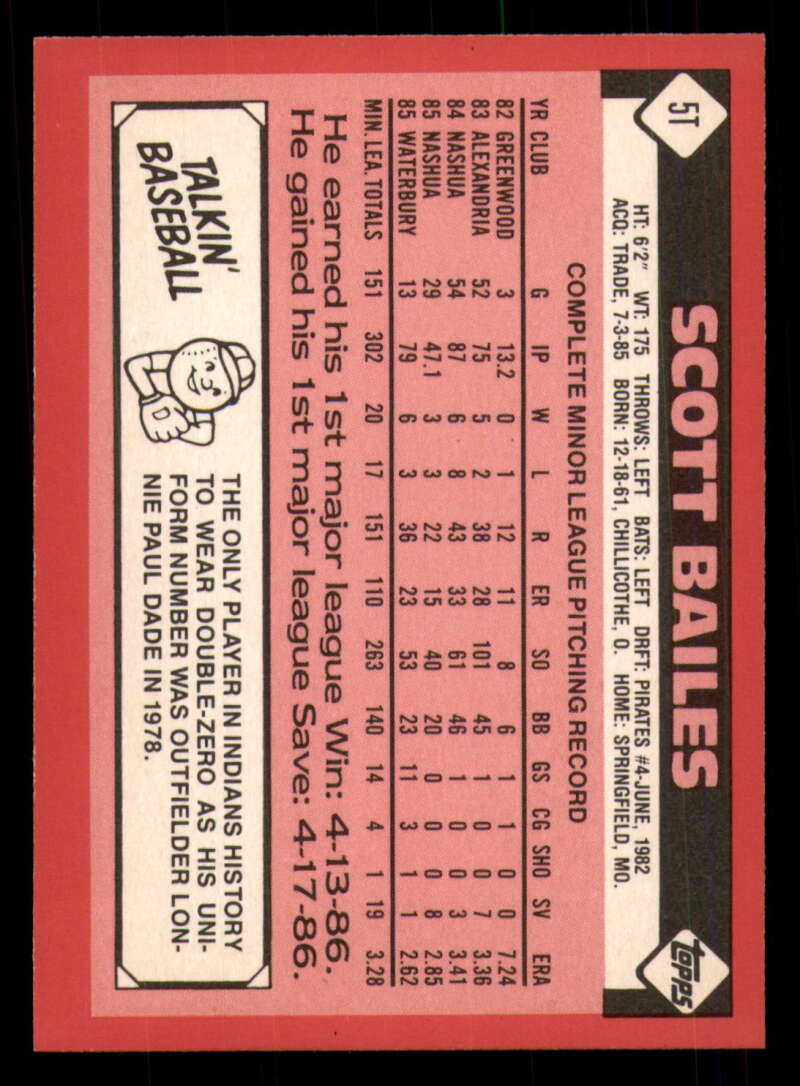 5T
SCOTT BAILES
TOPPS
HT: 6'2" WT: 175 THROWS: LEFT BATS: LEFT DRFT: PIRATES #4-JUNE, 1982
ACQ: TRADE, 7-3-85 BORN: 12-18-61, CHILLICOTHE, O. HOME: SPRINGFIELD, MO.
COMPLETE MINOR LEAGUE PITCHING RECORD
YR CLUB G IP W L R ER SO BB GS CG SHO SV ERA
82 GREENWOOD 3 13.2 0 1 12 11 8 6 1 1 0 0 7.24
83 ALEXANDRIA 52 75 5 2 38 28 101 45 1 0 0 7 3.36
84 NASHUA 54 87 6 8 43 33 61 46 1 0 0 3 3.41
85 NASHUA 29 47.1 3 3 22 15 40 20 0 0 0 8 2.85
85 WATERBURY 13 79 6 3 36 23 53 23 11 3 1 1 2.62
MIN. LEA. TOTALS 151 302 20 17 151 110 263 140 14 4 1 19 3.28
He earned his 1st major league Win: 4-13-86.
He gained his 1st major league Save: 4-17-86.
TALKIN'
BASEBALL
THE ONLY PLAYER IN INDIANS HISTORY
TO WEAR DOUBLE-ZERO AS HIS UNI-
FORM NUMBER WAS OUTFIELDER LON-
NIE PAUL DADE IN 1978.